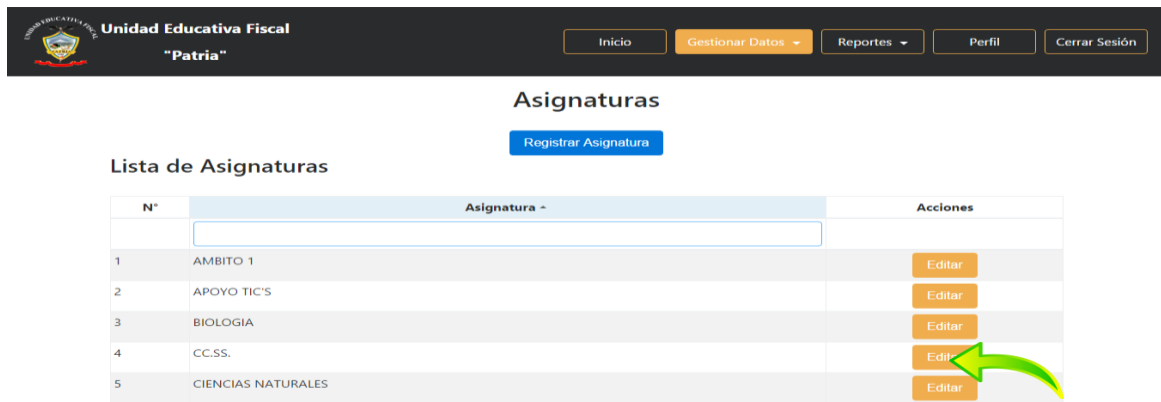 Unidad Educativa Fiscal
"Patria"
Inicio Gestionar Datos Reportes Perfil Cerrar Sesión
Asignaturas
Registrar Asignatura
Lista de Asignaturas
N° Asignatura Acciones
1 AMBITO 1 Editar
2 APOYO TIC'S Editar
3 BIOLOGIA Editar
4 CC.SS.
5 CIENCIAS NATURALES Editar